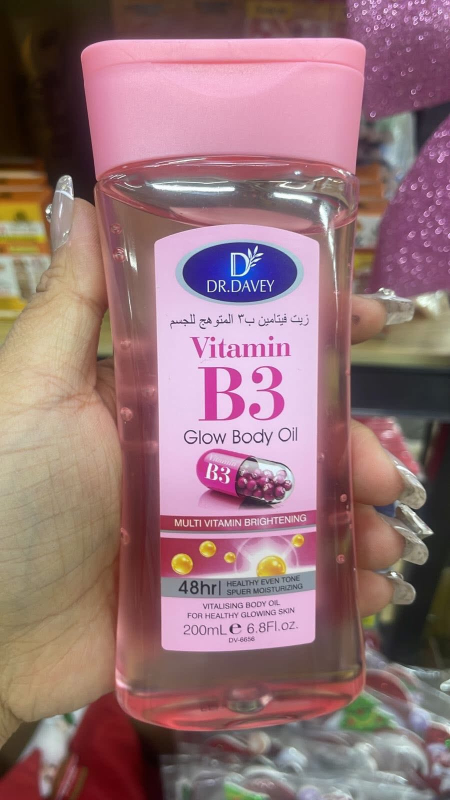 D
DR.DAVEY
زيت فيتامين ب٣ المتوهج للجسم
Vitamin
B3
Glow Body Oil
B3
MULTI VITAMIN BRIGHTENING
48hr HEALTHY EVEN TONE
SPUER MOISTURIZING
VITALISING BODY OIL
FOR HEALTHY GLOWING SKIN
200mL ℮ 6.8Fl.oz.
DV-6656